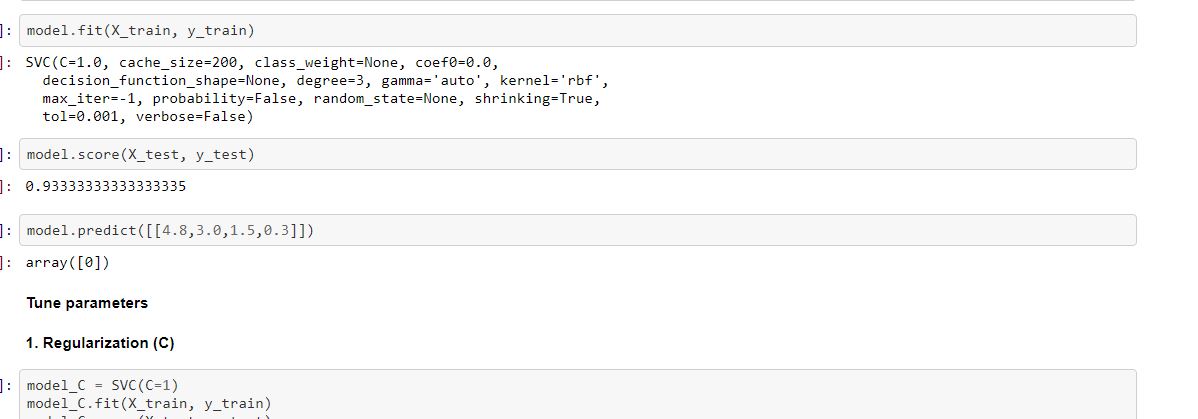 ]: model.fit(X_train, y_train)
]: SVC(C=1.0, cache_size=200, class_weight=None, coef0=0.0,
decision_function_shape=None, degree=3, gamma='auto', kernel='rbf',
max_iter=-1, probability=False, random_state=None, shrinking=True,
tol=0.001, verbose=False)
]: model.score(X_test, y_test)
]: 0.93333333333333335
]: model.predict([[4.8,3.0,1.5,0.3]])
]: array([0])
Tune parameters
1. Regularization (C)
]: model_C = SVC(C=1)
model_C.fit(X_train, y_train)